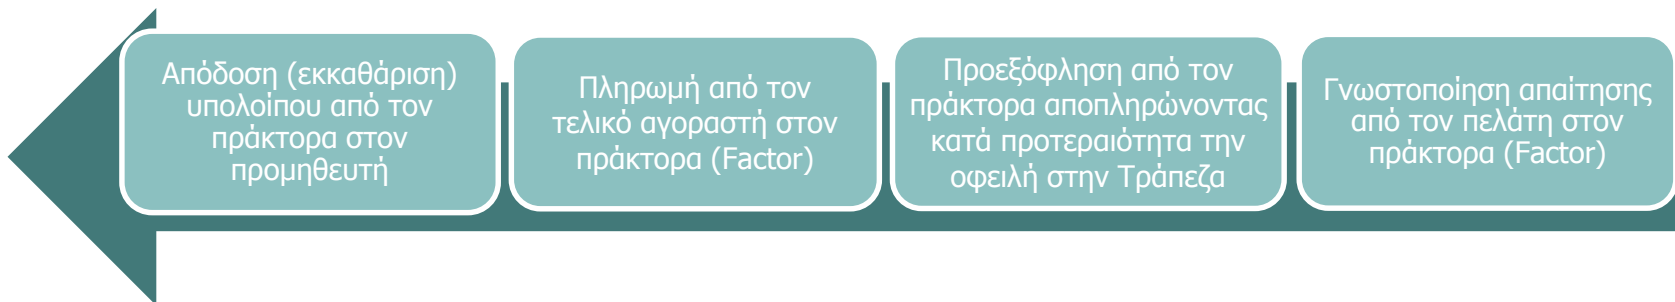 Απόδοση (εκκαθάριση)
υπολοίπου από τον
πράκτορα στον
προμηθευτή
Πληρωμή από τον
τελικό αγοραστή στον
πράκτορα (Factor)
Προεξόφληση από τον
πράκτορα αποπληρώνοντας
κατά προτεραιότητα την
οφειλή στην Τράπεζα
Γνωστοποίηση απαίτησης
από τον πελάτη στον
πράκτορα (Factor)